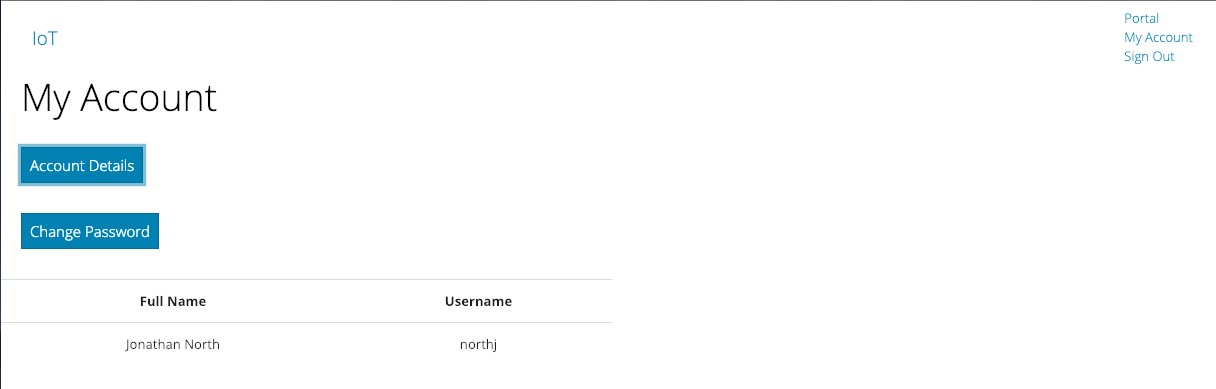 IoT
Portal
My Account
Sign Out
My Account
Account Details
Change Password
Full Name Username
Jonathan North northj